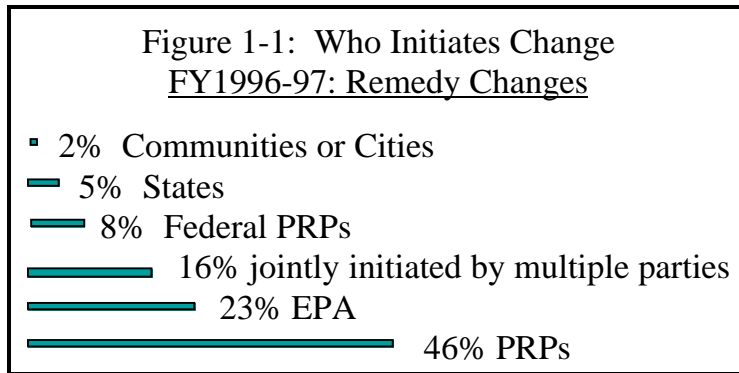 Figure 1-1: Who Initiates Change
FY1996-97: Remedy Changes
2% Communities or Cities
5% States
8% Federal PRPs
16% jointly initiated by multiple parties
23% EPA
46% PRPs